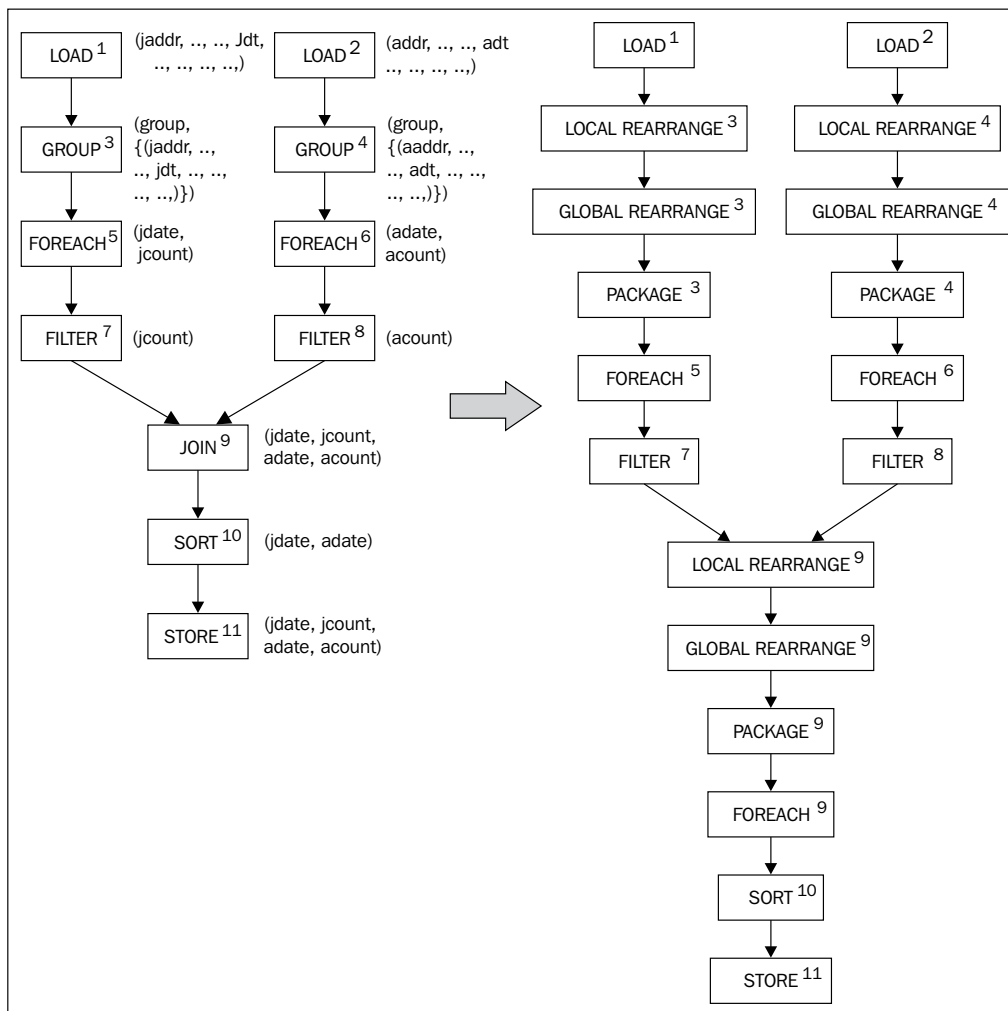 LOAD 1
(jaddr, .., .., Jdt,
.., .., .., .., ..,)
LOAD 2
(addr, .., .., adt
.., .., .., .., ..,)
GROUP 3
(group,
{(jaddr, ..,
.., jdt, .., ..,
.., ..,)})
GROUP 4
(group,
{(aaddr, ..,
.., adt, .., ..,
.., ..,)})
FOREACH 5
(jdate,
jcount)
FOREACH 6
(adate,
acount)
FILTER 7
(jcount)
FILTER 8
(acount)
JOIN 9
(jdate, jcount,
adate, acount)
SORT 10
(jdate, adate)
STORE 11
(jdate, jcount,
adate, acount)
LOAD 1
LOAD 2
LOCAL REARRANGE 3
LOCAL REARRANGE 4
GLOBAL REARRANGE 3
GLOBAL REARRANGE 4
PACKAGE 3
PACKAGE 4
FOREACH 5
FOREACH 6
FILTER 7
FILTER 8
LOCAL REARRANGE 9
GLOBAL REARRANGE 9
PACKAGE 9
FOREACH 9
SORT 10
STORE 11